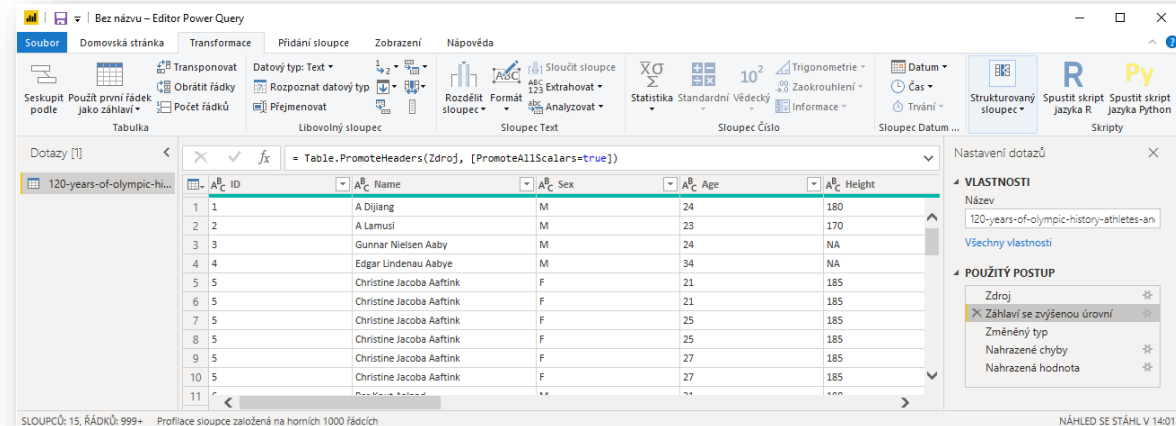 Bez názvu – Editor Power Query
Soubor Domovská stránka Transformace Přidání sloupce Zobrazení Nápověda
Seskupit podle
Použít první řádek jako záhlaví
Transponovat
Obrátit řádky
Počet řádků
Tabulka
Datový typ: Text
Rozpoznat datový typ
Přejmenovat
Libovolný sloupec
Rozdělit sloupec
Formát
Sloučit sloupce
Extrahovat
Analyzovat
Sloupec Text
Statistika
Standardní
Vědecký
Trigonometrie
Zaokrouhlení
Informace
Sloupec Číslo
Datum
Čas
Trvání
Sloupec Datum ...
Strukturovaný sloupec
Spustit skript jazyka R
Spustit skript jazyka Python
Skripty
Dotazy [1]
120-years-of-olympic-hi...
= Table.PromoteHeaders(Zdroj, [PromoteAllScalars=true])
ID Name Sex Age Height
1 1 A Dijiang M 24 180
2 2 A Lamusi M 23 170
3 3 Gunnar Nielsen Aaby M 24 NA
4 4 Edgar Lindenau Aabye M 34 NA
5 5 Christine Jacoba Aaftink F 21 185
6 5 Christine Jacoba Aaftink F 21 185
7 5 Christine Jacoba Aaftink F 25 185
8 5 Christine Jacoba Aaftink F 25 185
9 5 Christine Jacoba Aaftink F 27 185
10 5 Christine Jacoba Aaftink F 27 185
11
Nastavení dotazů
VLASTNOSTI
Název
120-years-of-olympic-history-athletes-an
Všechny vlastnosti
POUŽITÝ POSTUP
Zdroj
Záhlaví se zvýšenou úrovní
Změněný typ
Nahrazené chyby
Nahrazená hodnota
SLOUPCŮ: 15, ŘÁDKŮ: 999+ Profilace sloupce založená na horních 1000 řádcích
NÁHLED SE STÁHL V 14:01